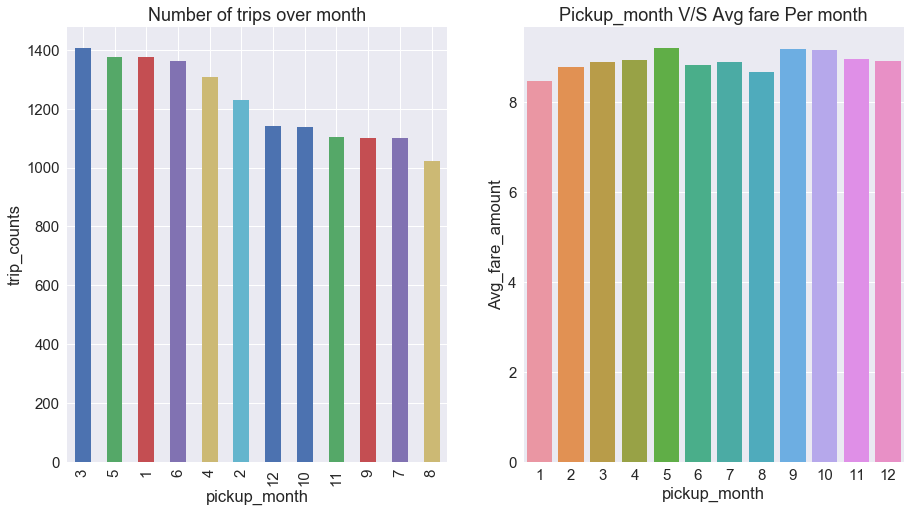 Number of trips over month
trip_counts
1400
1200
1000
800
600
400
200
0
3 5 1 6 4 2 12 10 11 9 7 8
pickup_month
Pickup_month V/S Avg fare Per month
Avg_fare_amount
8
6
4
2
0
1 2 3 4 5 6 7 8 9 10 11 12
pickup_month